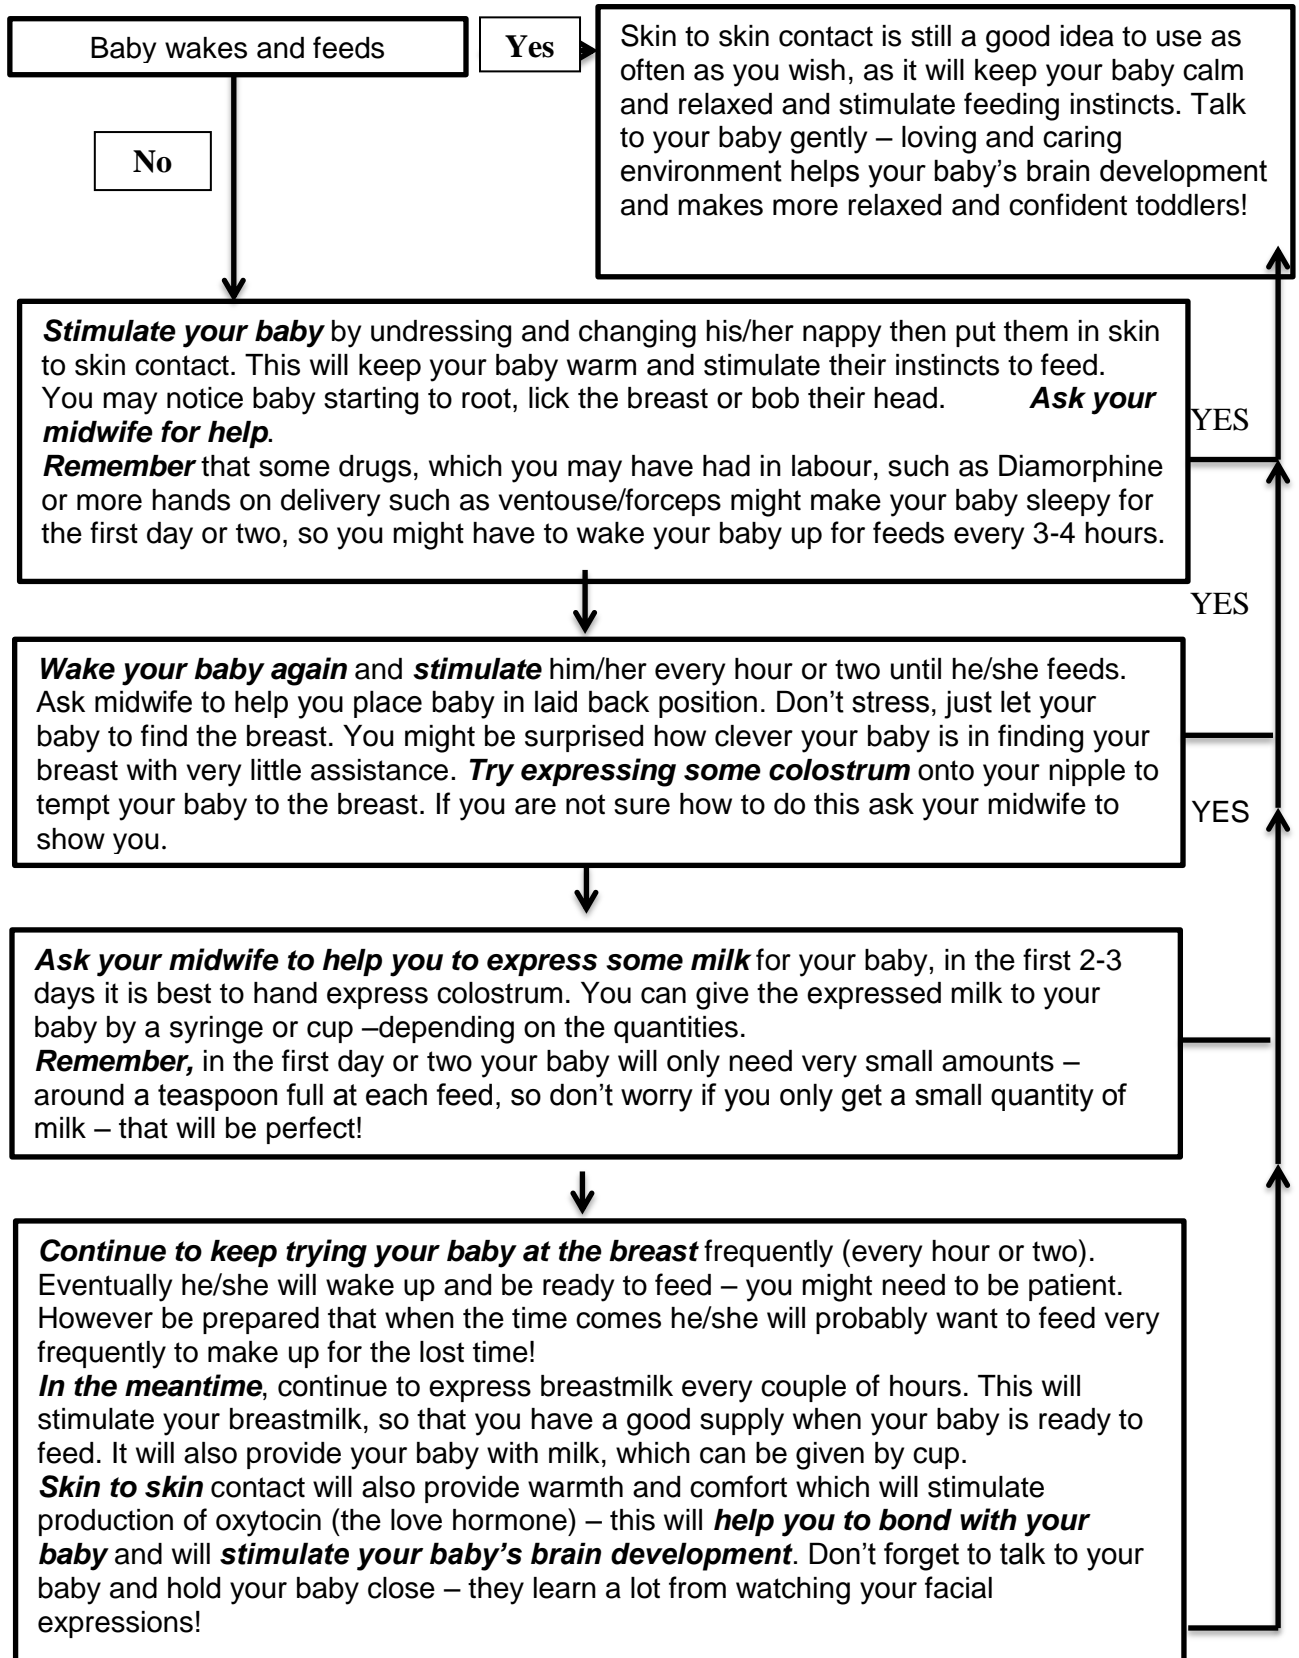 Baby wakes and feeds
Yes
Skin to skin contact is still a good idea to use as
often as you wish, as it will keep your baby calm
and relaxed and stimulate feeding instincts. Talk
to your baby gently – loving and caring
environment helps your baby’s brain development
and makes more relaxed and confident toddlers!
No
Stimulate your baby by undressing and changing his/her nappy then put them in skin
to skin contact. This will keep your baby warm and stimulate their instincts to feed.
You may notice baby starting to root, lick the breast or bob their head. Ask your
midwife for help.
Remember that some drugs, which you may have had in labour, such as Diamorphine
or more hands on delivery such as ventouse/forceps might make your baby sleepy for
the first day or two, so you might have to wake your baby up for feeds every 3-4 hours.
YES
YES
Wake your baby again and stimulate him/her every hour or two until he/she feeds.
Ask midwife to help you place baby in laid back position. Don’t stress, just let your
baby to find the breast. You might be surprised how clever your baby is in finding your
breast with very little assistance. Try expressing some colostrum onto your nipple to
tempt your baby to the breast. If you are not sure how to do this ask your midwife to
show you.
YES
Ask your midwife to help you to express some milk for your baby, in the first 2-3
days it is best to hand express colostrum. You can give the expressed milk to your
baby by a syringe or cup –depending on the quantities.
Remember, in the first day or two your baby will only need very small amounts –
around a teaspoon full at each feed, so don’t worry if you only get a small quantity of
milk – that will be perfect!
Continue to keep trying your baby at the breast frequently (every hour or two).
Eventually he/she will wake up and be ready to feed – you might need to be patient.
However be prepared that when the time comes he/she will probably want to feed very
frequently to make up for the lost time!
In the meantime, continue to express breastmilk every couple of hours. This will
stimulate your breastmilk, so that you have a good supply when your baby is ready to
feed. It will also provide your baby with milk, which can be given by cup.
Skin to skin contact will also provide warmth and comfort which will stimulate
production of oxytocin (the love hormone) – this will help you to bond with your
baby and will stimulate your baby’s brain development. Don’t forget to talk to your
baby and hold your baby close – they learn a lot from watching your facial
expressions!